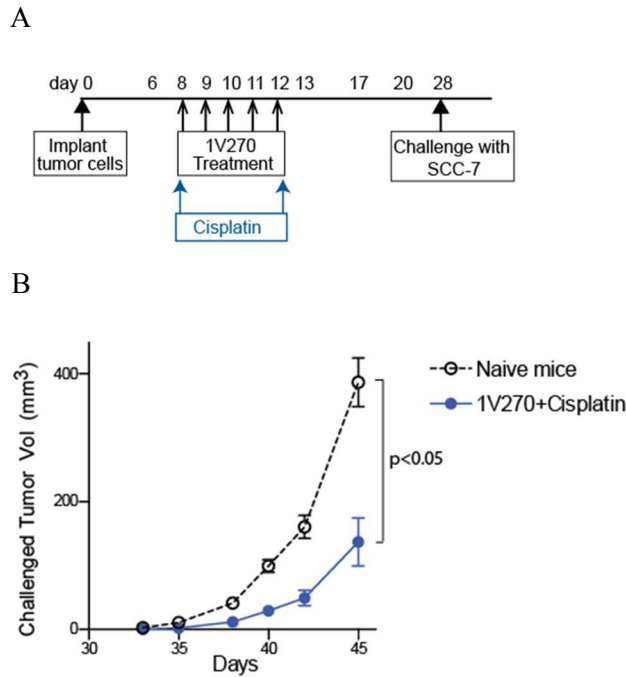 A
day 0 6 8 9 10 11 12 13 17 20 28
Implant
tumor cells
1V270
Treatment
Challenge with
SCC-7
Cisplatin
B
Challenged Tumor Vol (mm³)
400
200
0
30 35 40 45
Days
Naive mice
1V270+Cisplatin
p<0.05